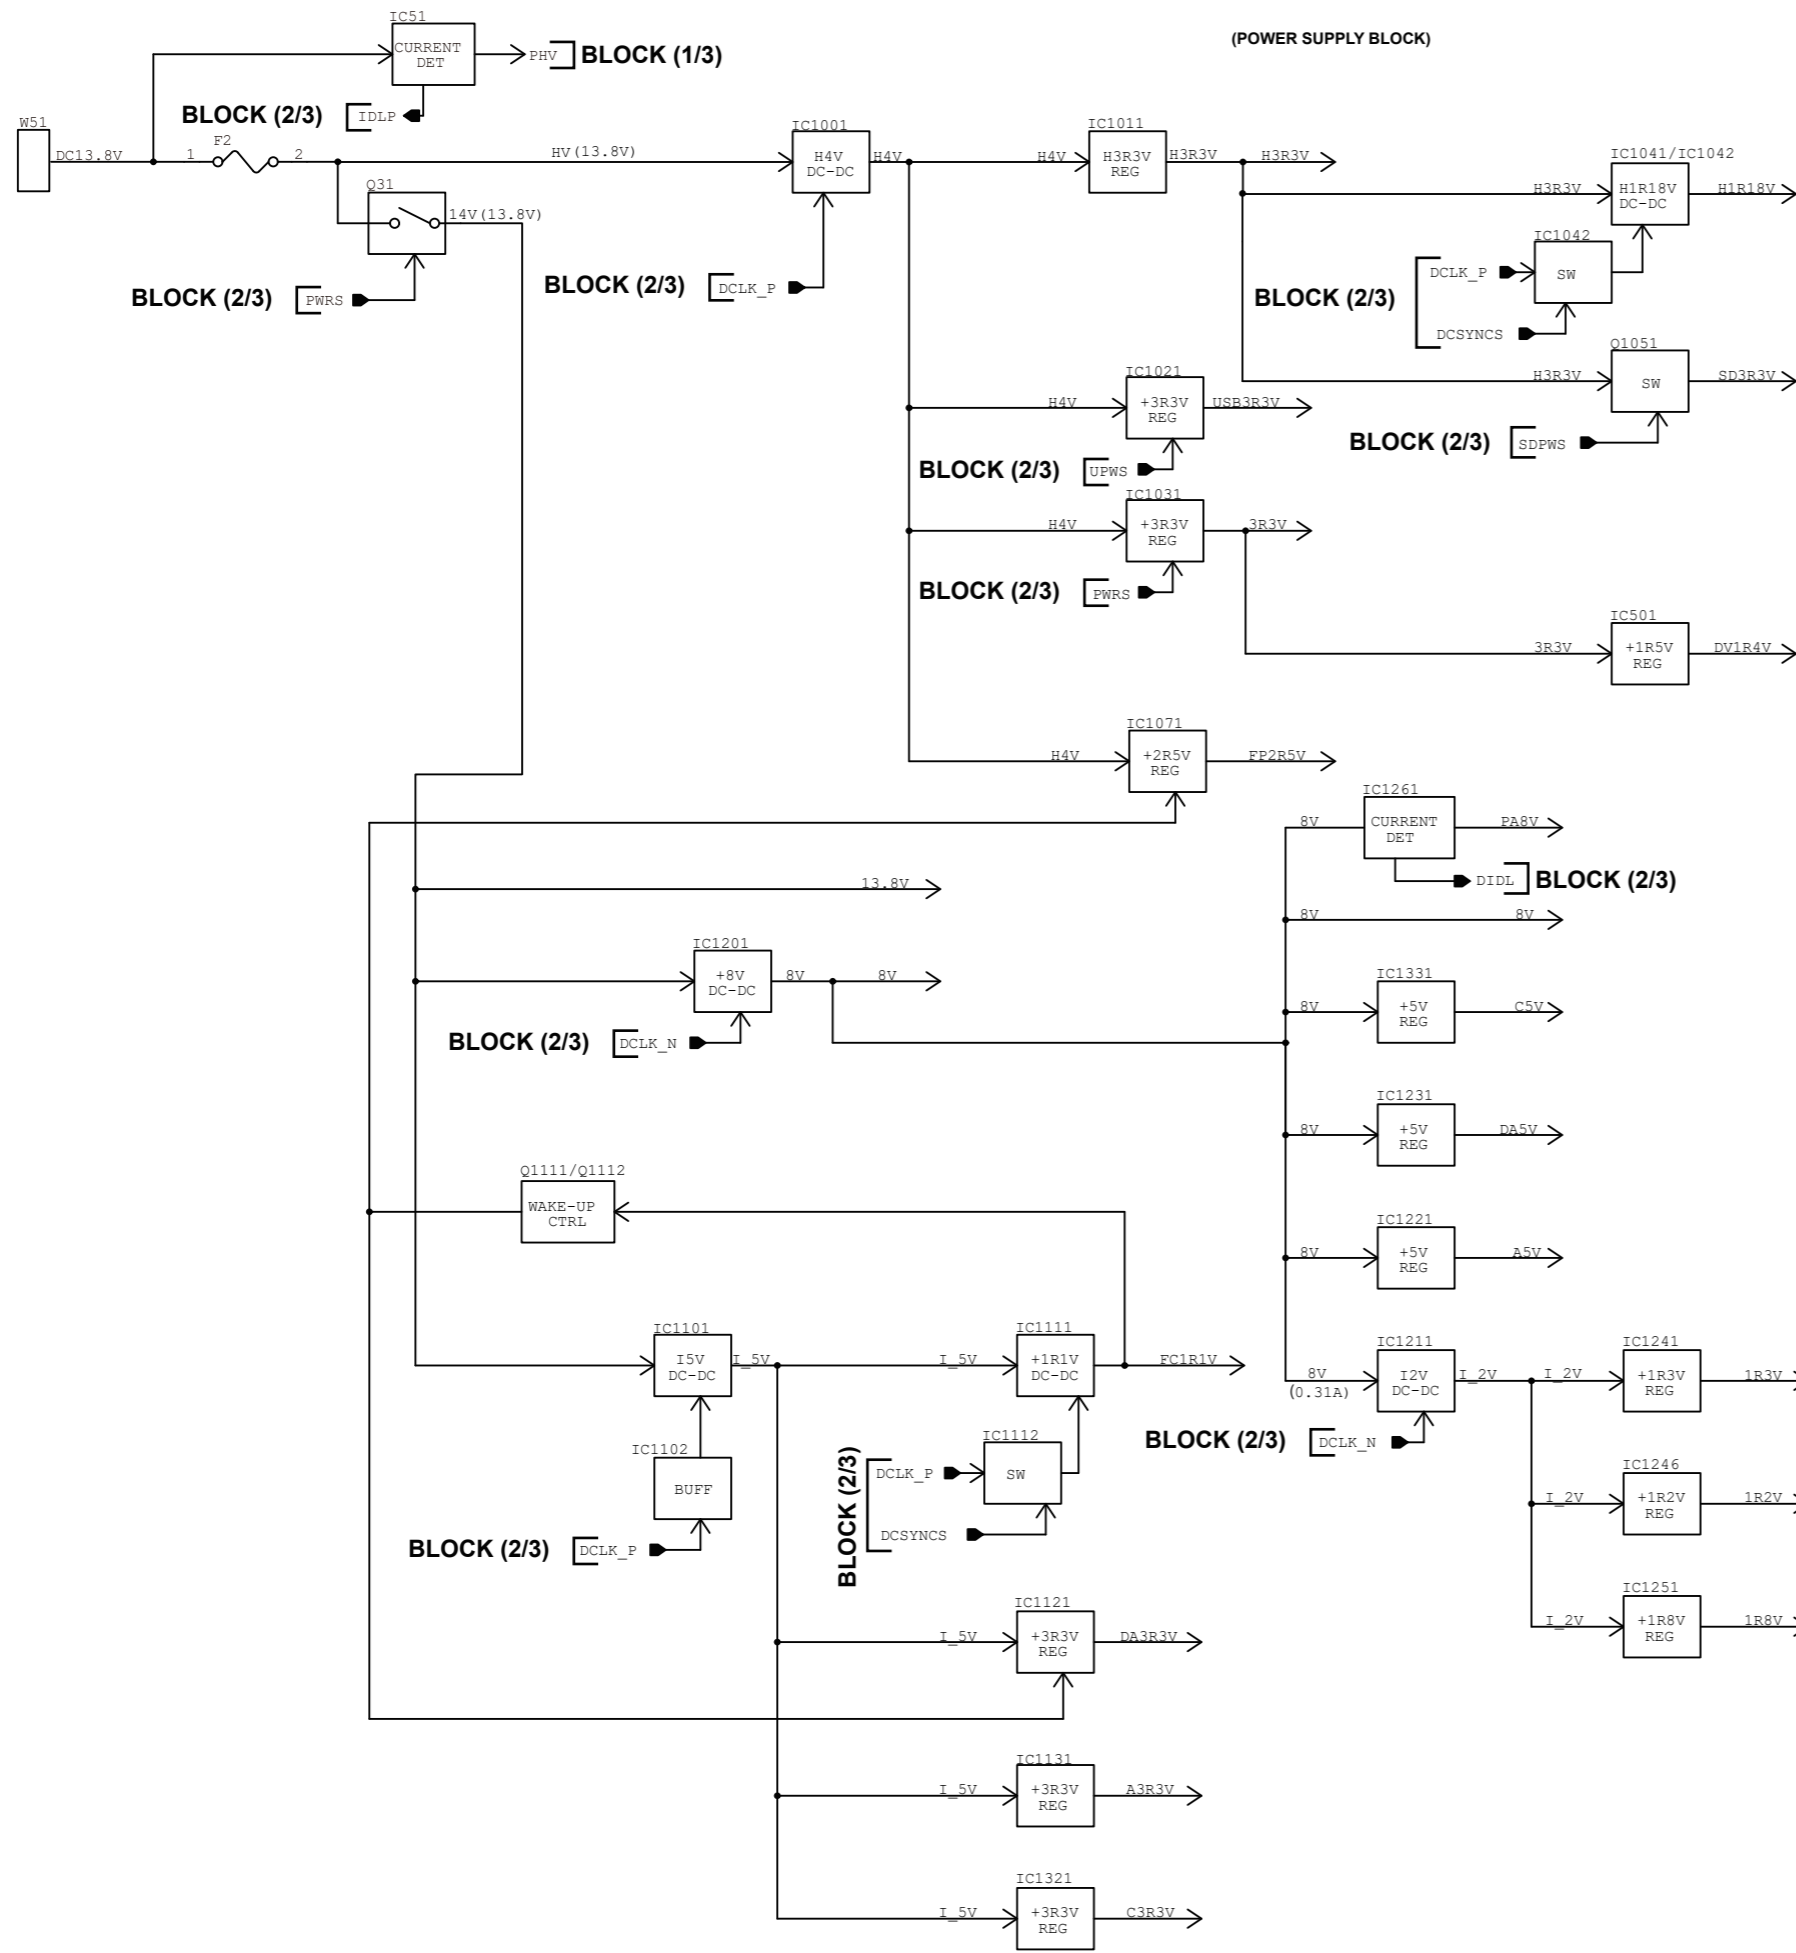 (POWER SUPPLY BLOCK)
IC51
CURRENT
DET
PHV
BLOCK (1/3)
BLOCK (2/3)
IDLP
W51
DC13.8V
1
F2
2
HV(13.8V)
Q31
14V(13.8V)
BLOCK (2/3)
PWRS
IC1001
H4V
DC-DC
H4V
BLOCK (2/3)
DCLK_P
H4V
IC1011
H3R3V
REG
H3R3V
H3R3V
H3R3V
IC1041/IC1042
H1R18V
DC-DC
H1R18V
IC1042
SW
BLOCK (2/3)
DCLK_P
DCSYNCS
H3R3V
Q1051
SW
SD3R3V
BLOCK (2/3)
SDPWS
H4V
IC1021
+3R3V
REG
USB3R3V
BLOCK (2/3)
UPWS
H4V
IC1031
+3R3V
REG
3R3V
BLOCK (2/3)
PWRS
3R3V
IC501
+1R5V
REG
DV1R4V
H4V
IC1071
+2R5V
REG
FP2R5V
8V
IC1261
CURRENT
DET
PA8V
DIDL
BLOCK (2/3)
13.8V
8V
8V
IC1201
+8V
DC-DC
8V
8V
BLOCK (2/3)
DCLK_N
8V
IC1331
+5V
REG
C5V
8V
IC1231
+5V
REG
DA5V
Q1111/Q1112
WAKE-UP
CTRL
8V
IC1221
+5V
REG
A5V
IC1101
I5V
DC-DC
I_5V
I_5V
IC1111
+1R1V
DC-DC
FC1R1V
8V
(0.31A)
IC1211
I2V
DC-DC
I_2V
I_2V
IC1241
+1R3V
REG
1R3V
BLOCK (2/3)
DCLK_N
IC1102
BUFF
BLOCK (2/3)
DCLK_P
BLOCK (2/3)
DCLK_P
IC1112
SW
DCSYNCS
I_2V
IC1246
+1R2V
REG
1R2V
I_2V
IC1251
+1R8V
REG
1R8V
I_5V
IC1121
+3R3V
REG
DA3R3V
I_5V
IC1131
+3R3V
REG
A3R3V
I_5V
IC1321
+3R3V
REG
C3R3V